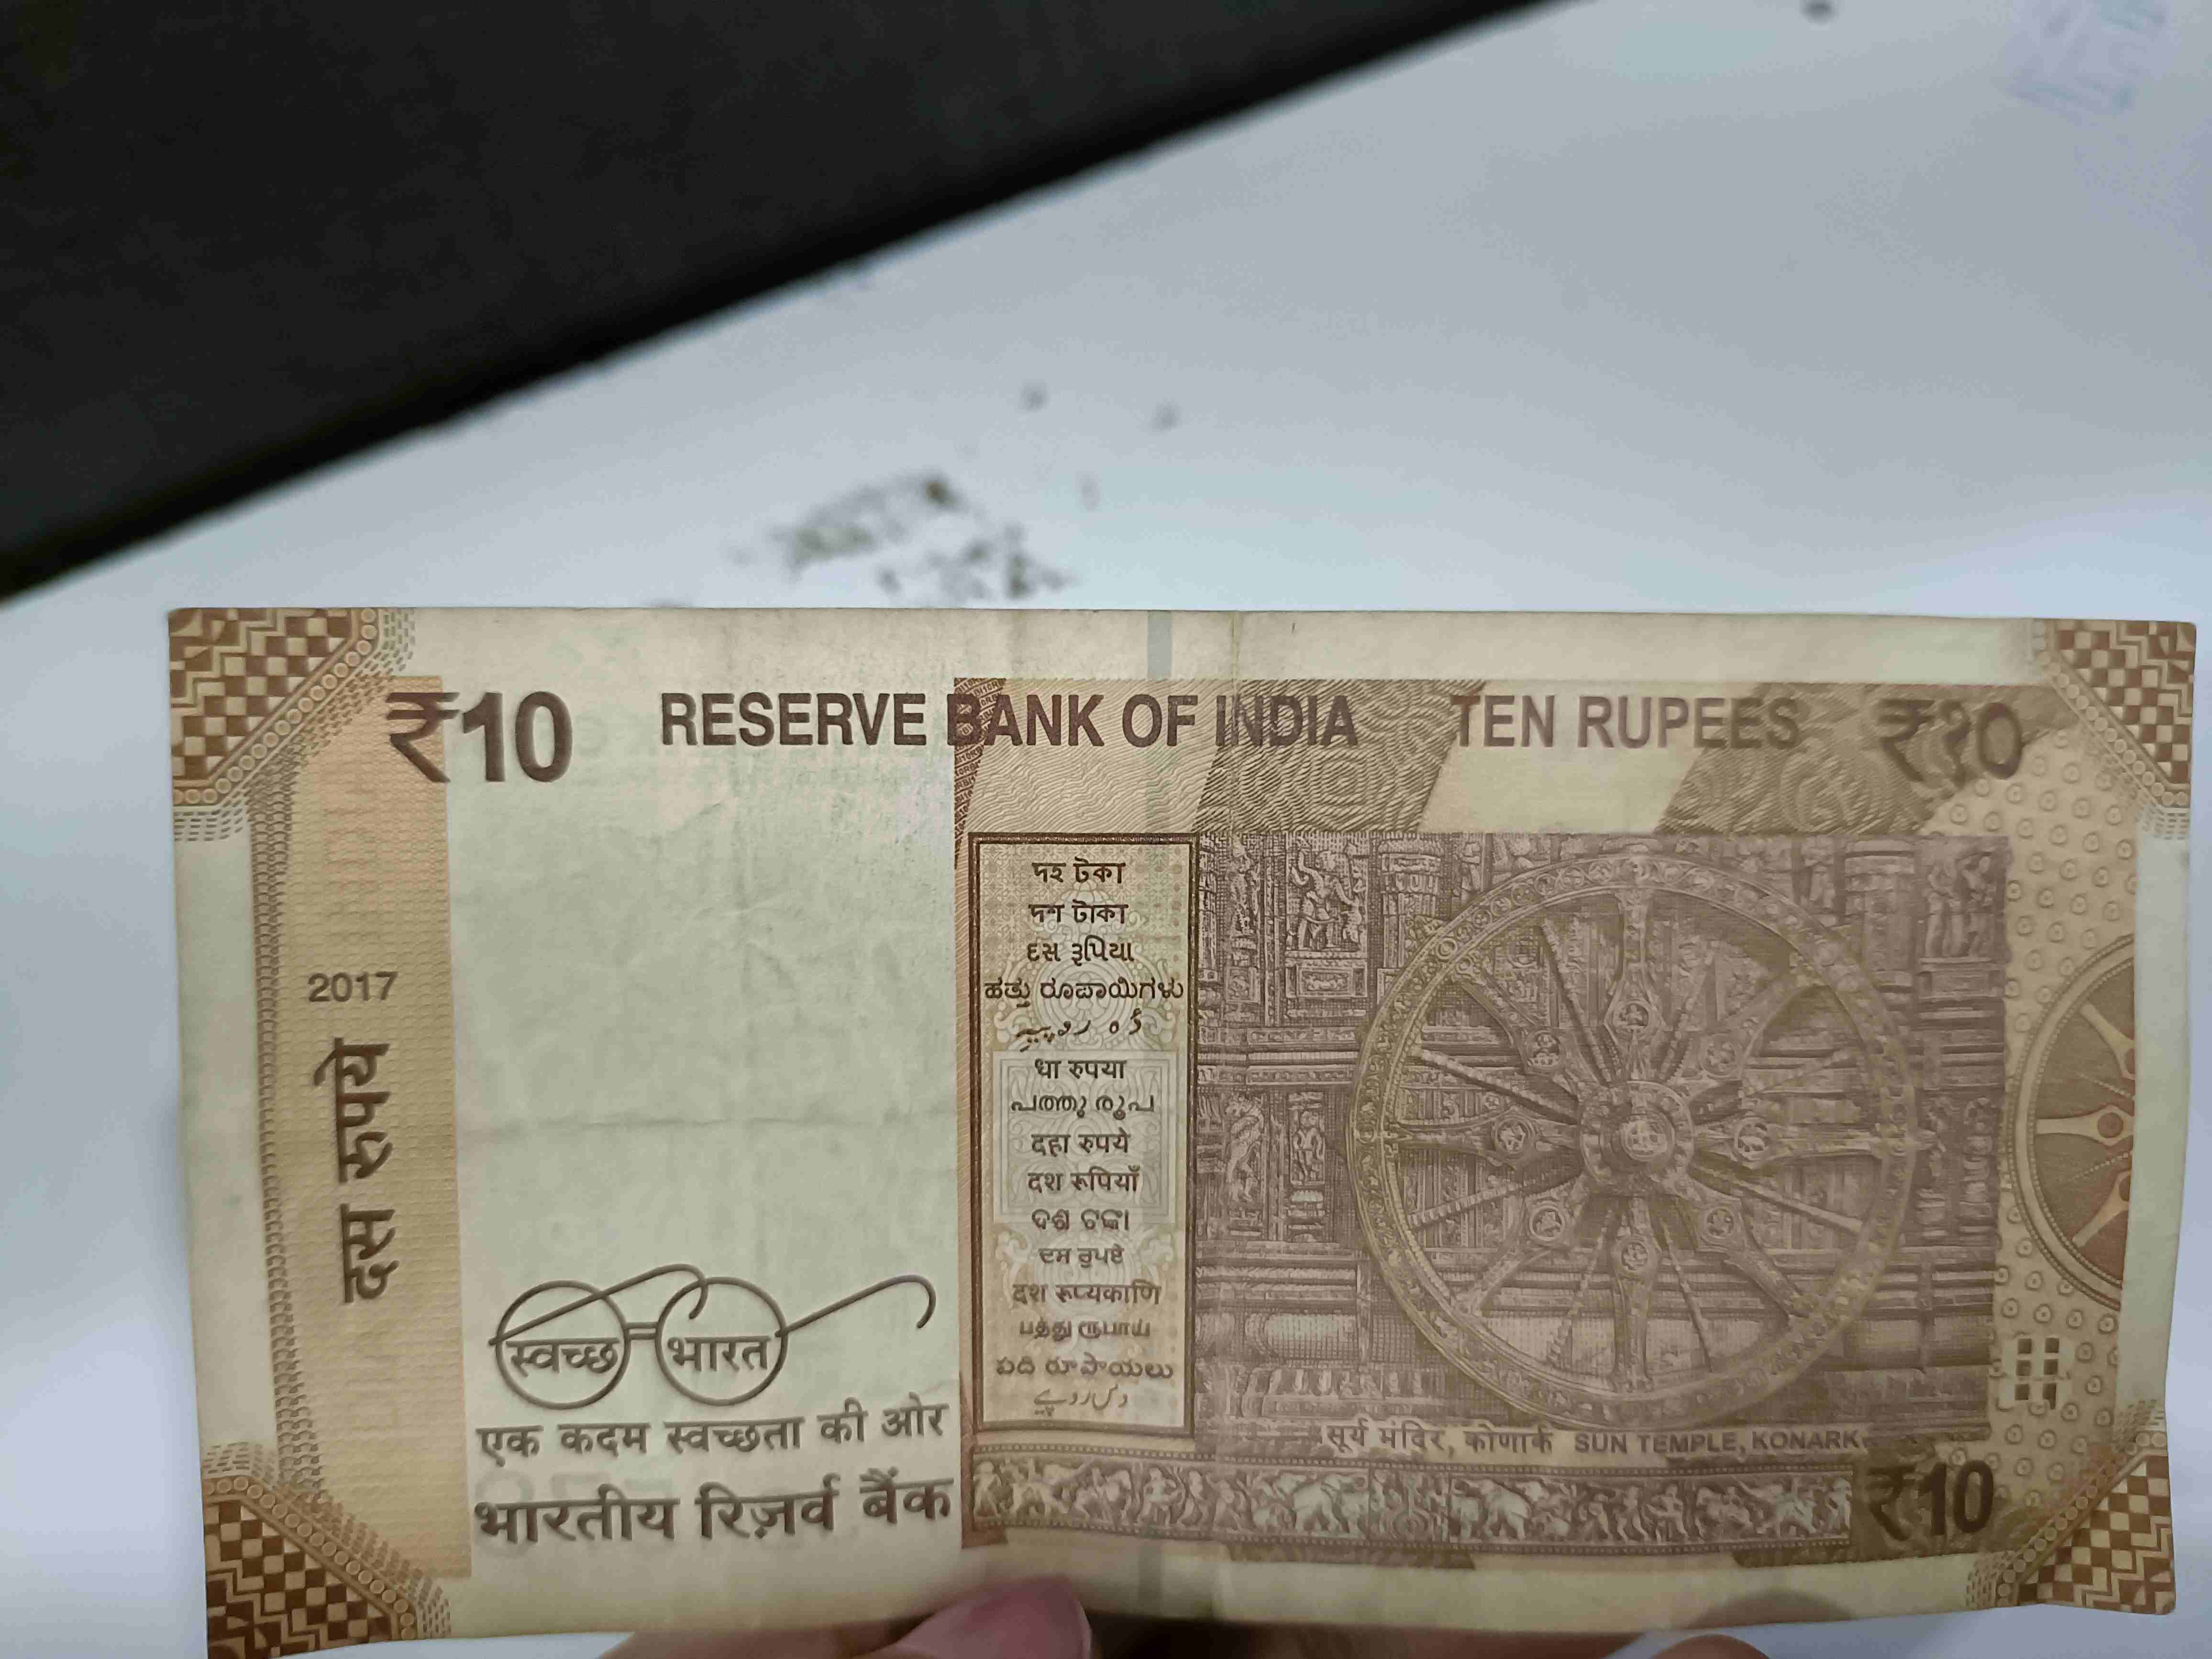 ₹10 RESERVE BANK OF INDIA TEN RUPEES ₹१०
2017
दस रुपये
দহ টকা
দশ টাকা
દસ રૂપિયા
ಹತ್ತು ರೂಪಾಯಿಗಳು
धा रुपया
പത്തു രൂപ
दहा रुपये
दश रूपियाँ
ଦଶ ଟଙ୍କା
ਦਸ ਰੁਪਏ
दश रूप्यकाणि
பத்து ரூபாய்
పది రూపాయలు
دس روپے
स्वच्छ भारत
एक कदम स्वच्छता की ओर
भारतीय रिज़र्व बैंक
सूर्य मंदिर, कोणार्क SUN TEMPLE, KONARK
₹10